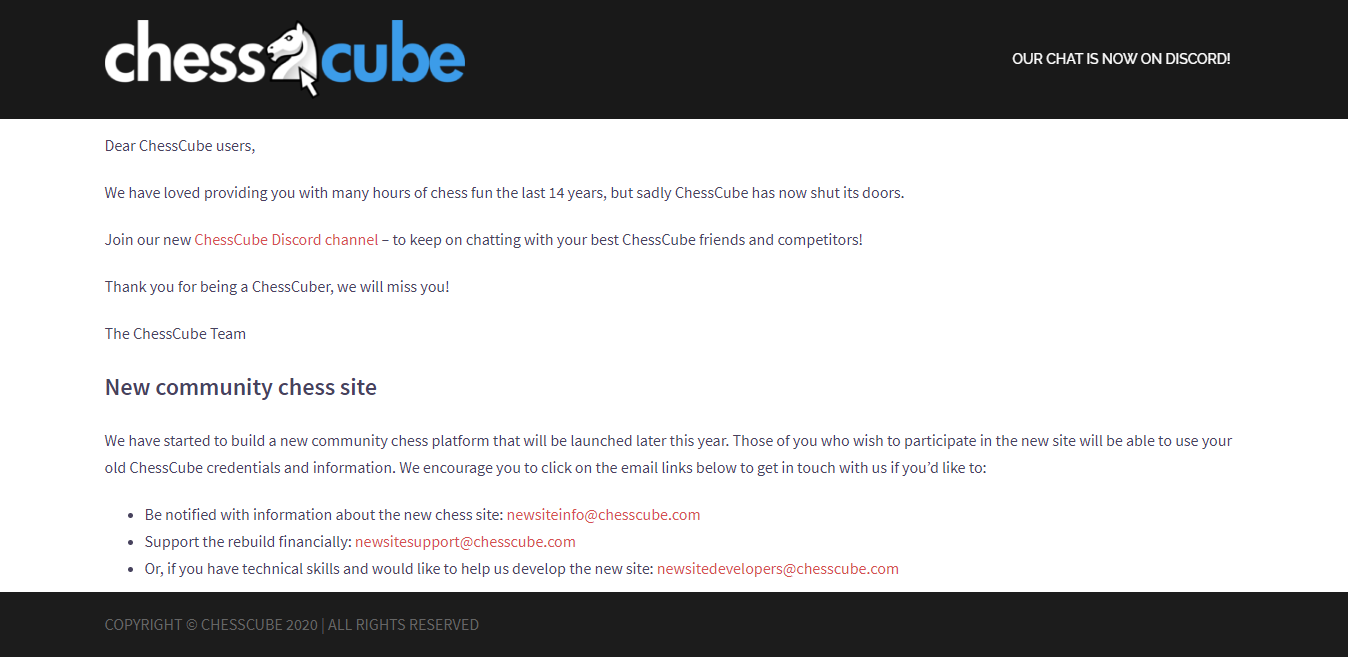 chesscube
OUR CHAT IS NOW ON DISCORD!
Dear ChessCube users,
We have loved providing you with many hours of chess fun the last 14 years, but sadly ChessCube has now shut its doors.
Join our new ChessCube Discord channel – to keep on chatting with your best ChessCube friends and competitors!
Thank you for being a ChessCuber, we will miss you!
The ChessCube Team
New community chess site
We have started to build a new community chess platform that will be launched later this year. Those of you who wish to participate in the new site will be able to use your
old ChessCube credentials and information. We encourage you to click on the email links below to get in touch with us if you’d like to:
• Be notified with information about the new chess site: newsiteinfo@chesscube.com
• Support the rebuild financially: newsitesupport@chesscube.com
• Or, if you have technical skills and would like to help us develop the new site: newsitedevelopers@chesscube.com
COPYRIGHT © CHESSCUBE 2020 | ALL RIGHTS RESERVED